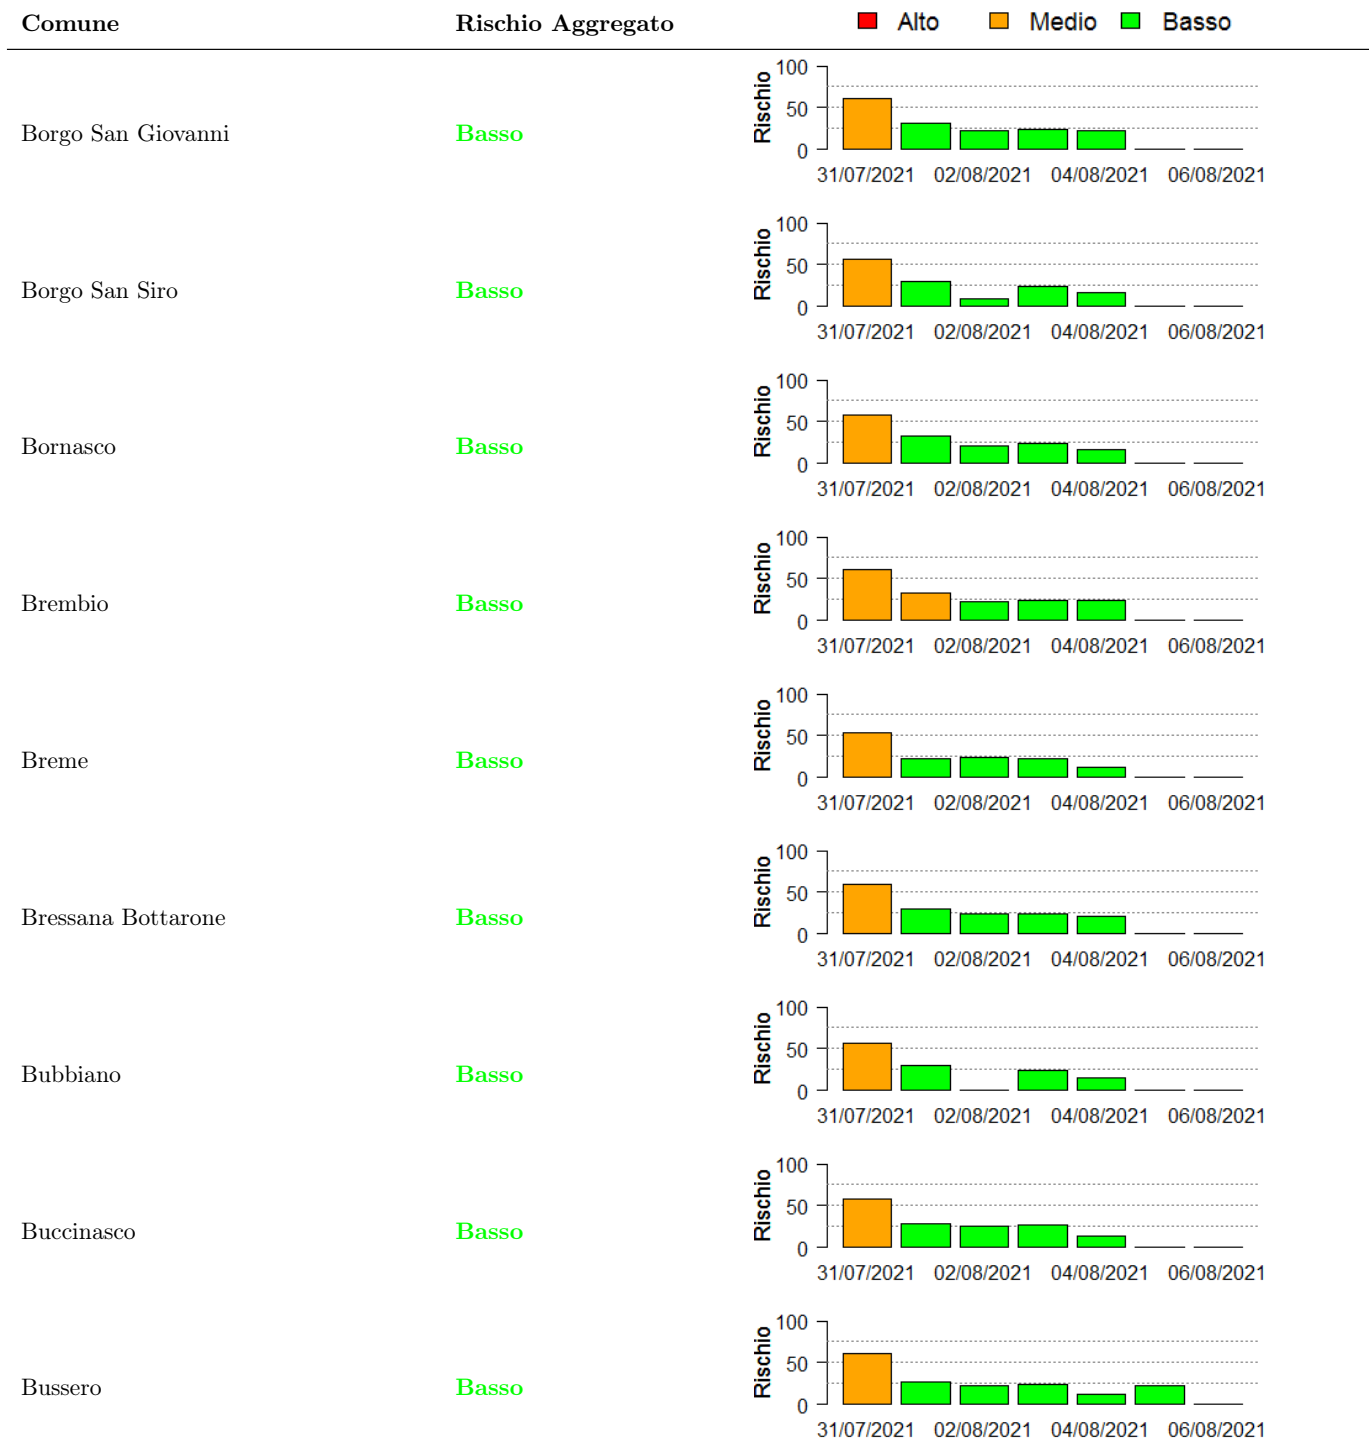 Comune Rischio Aggregato Alto Medio Basso
100
50
0
Rischio
Borgo San Giovanni Basso
31/07/2021 02/08/2021 04/08/2021 06/08/2021
100
50
0
Rischio
Borgo San Siro Basso
31/07/2021 02/08/2021 04/08/2021 06/08/2021
100
50
0
Rischio
Bornasco Basso
31/07/2021 02/08/2021 04/08/2021 06/08/2021
100
50
0
Rischio
Brembio Basso
31/07/2021 02/08/2021 04/08/2021 06/08/2021
100
50
0
Rischio
Breme Basso
31/07/2021 02/08/2021 04/08/2021 06/08/2021
100
50
0
Rischio
Bressana Bottarone Basso
31/07/2021 02/08/2021 04/08/2021 06/08/2021
100
50
0
Rischio
Bubbiano Basso
31/07/2021 02/08/2021 04/08/2021 06/08/2021
100
50
0
Rischio
Buccinasco Basso
31/07/2021 02/08/2021 04/08/2021 06/08/2021
100
50
0
Rischio
Bussero Basso
31/07/2021 02/08/2021 04/08/2021 06/08/2021